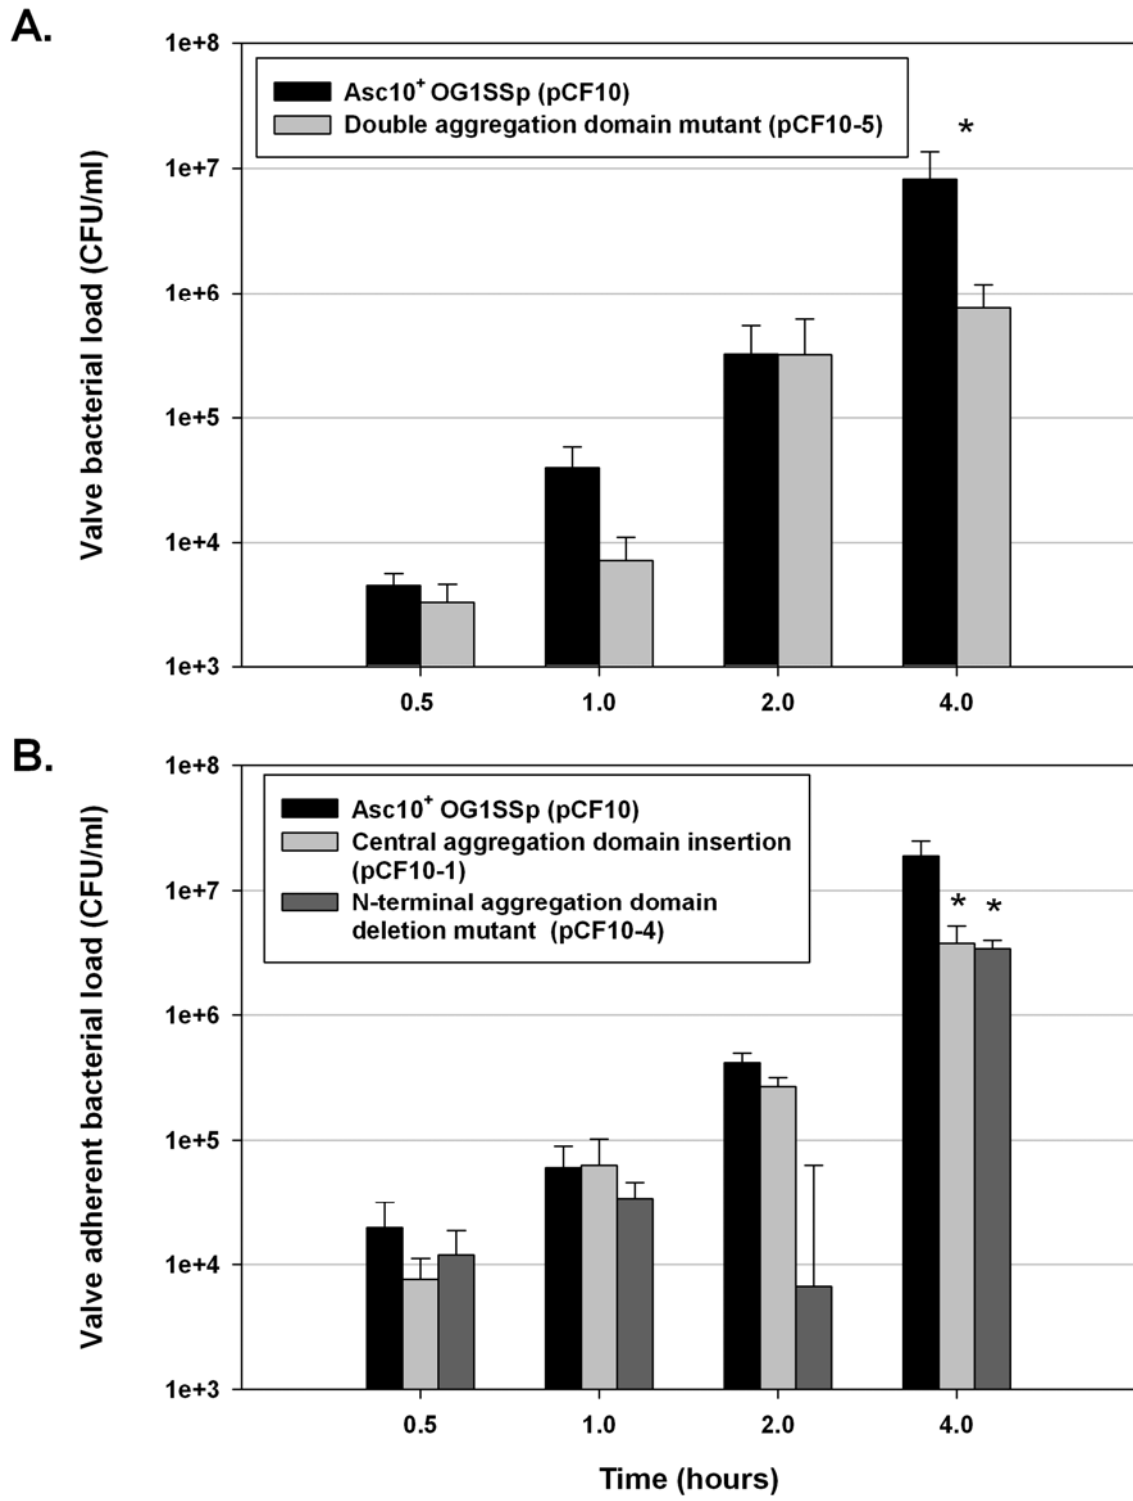 A.
Valve bacterial load (CFU/ml)
1e+8
1e+7
1e+6
1e+5
1e+4
1e+3
Asc10+ OG1SSp (pCF10)
Double aggregation domain mutant (pCF10-5)
*
0.5 1.0 2.0 4.0
B.
Valve adherent bacterial load (CFU/ml)
1e+8
1e+7
1e+6
1e+5
1e+4
1e+3
Asc10+ OG1SSp (pCF10)
Central aggregation domain insertion
(pCF10-1)
N-terminal aggregation domain
deletion mutant (pCF10-4)
* *
0.5 1.0 2.0 4.0
Time (hours)